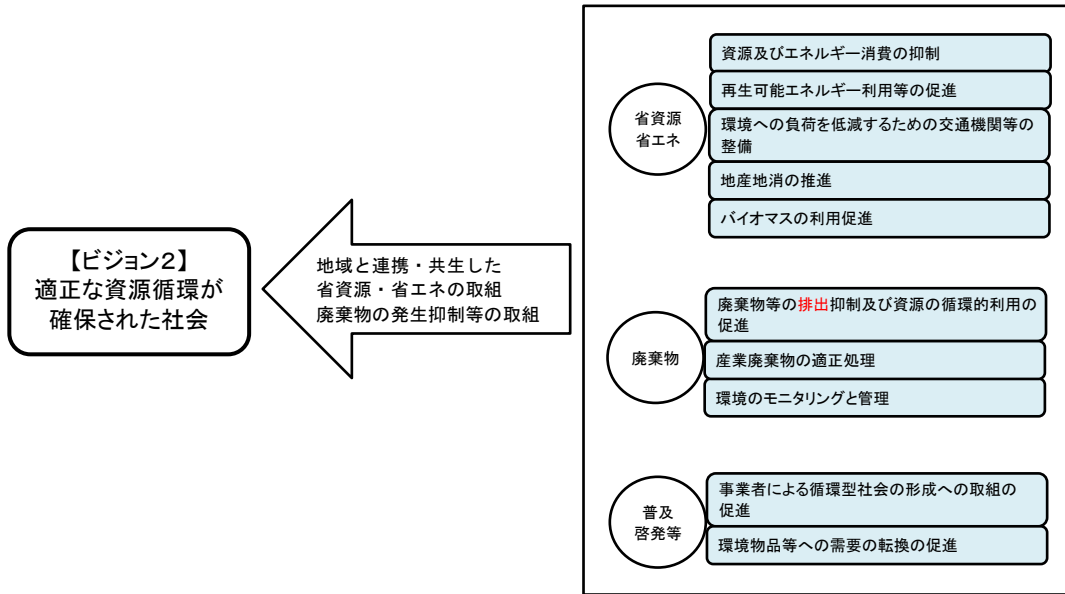 【ビジョン2】
適正な資源循環が
確保された社会
地域と連携・共生した
省資源・省エネの取組
廃棄物の発生抑制等の取組
省資源
省エネ
資源及びエネルギー消費の抑制
再生可能エネルギー利用等の促進
環境への負荷を低減するための交通機関等の
整備
地産地消の推進
バイオマスの利用促進
廃棄物
廃棄物等の排出抑制及び資源の循環的利用の
促進
産業廃棄物の適正処理
環境のモニタリングと管理
普及
啓発等
事業者による循環型社会の形成への取組の
促進
環境物品等への需要の転換の促進